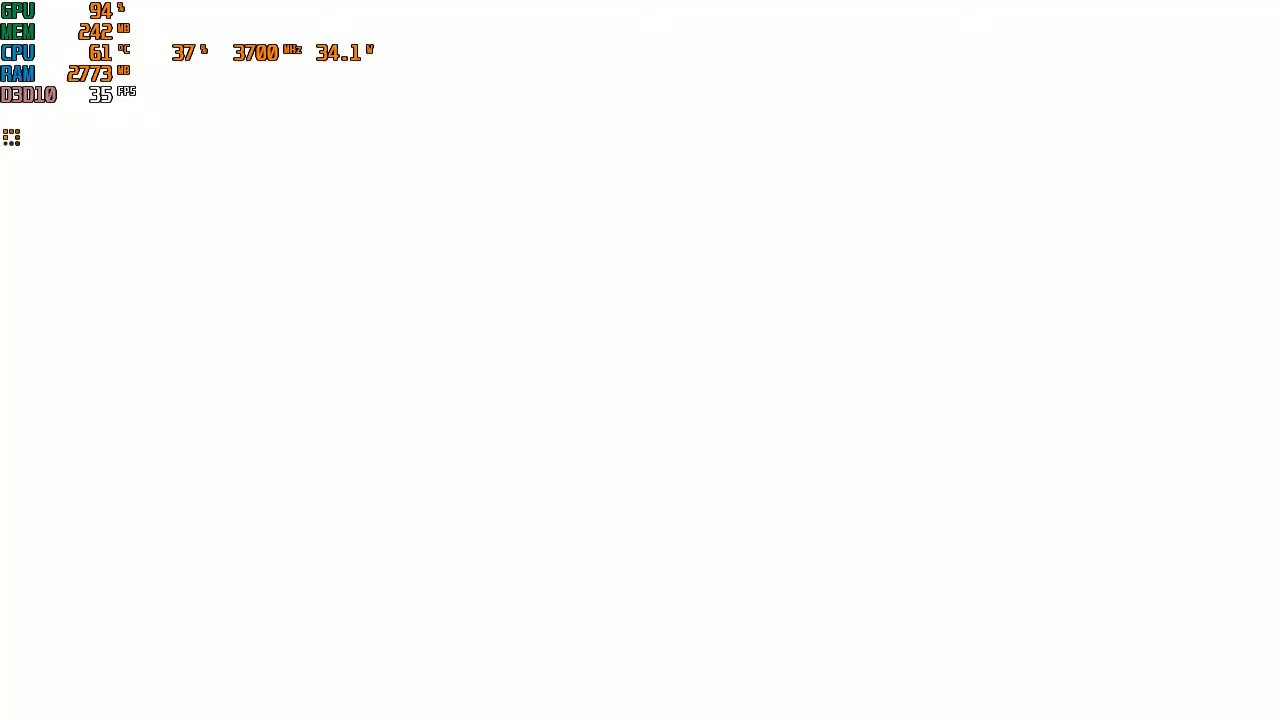 GPU 94 %
MEM 242 MB
CPU 61 °C 37 % 3700 MHz 34.1 W
RAM 2773 MB
D3D10 35 FPS